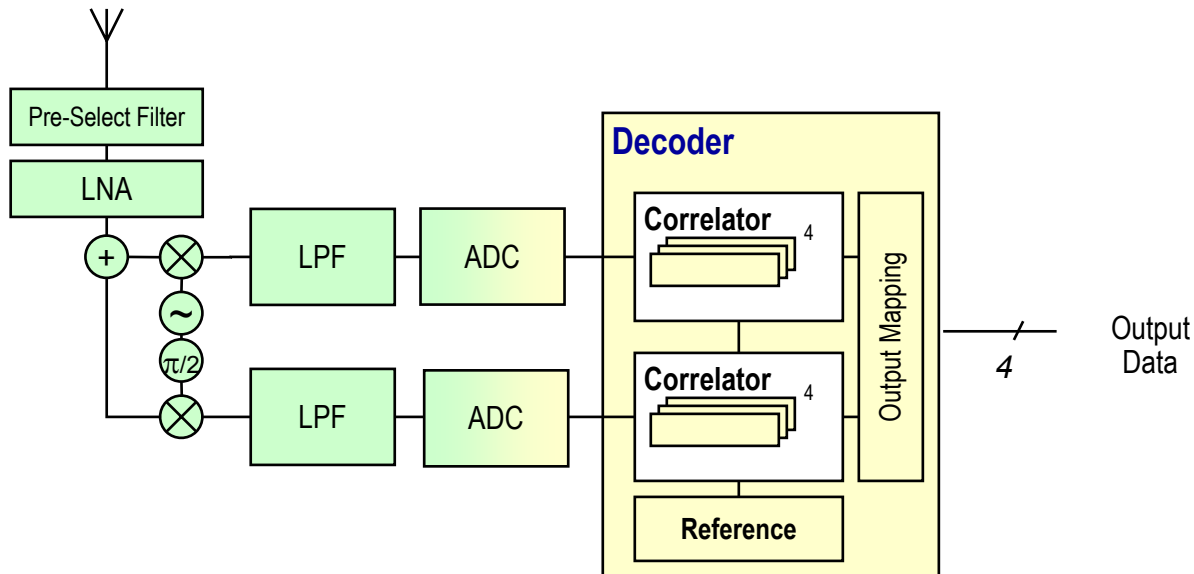 Pre-Select Filter
LNA
+
~
π/2
LPF
ADC
LPF
ADC
Decoder
Correlator
4
Correlator
4
Reference
Output Mapping
4
Output
Data